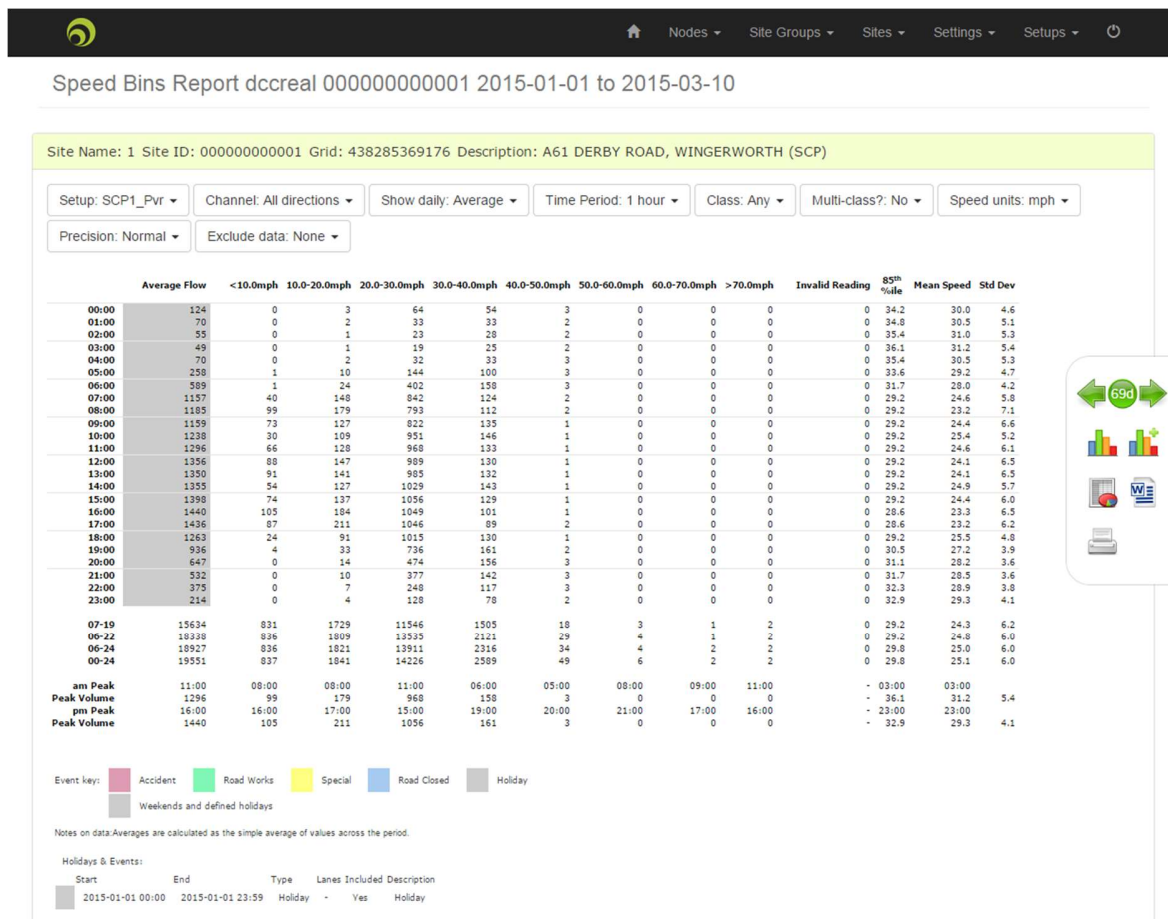 Nodes Site Groups Sites Settings Setups
Speed Bins Report dccreal 000000000001 2015-01-01 to 2015-03-10
Site Name: 1 Site ID: 000000000001 Grid: 438285369176 Description: A61 DERBY ROAD, WINGERWORTH (SCP)
Setup: SCP1_Pvr Channel: All directions Show daily: Average Time Period: 1 hour Class: Any Multi-class?: No Speed units: mph
Precision: Normal Exclude data: None
Average Flow <10.0mph 10.0-20.0mph 20.0-30.0mph 30.0-40.0mph 40.0-50.0mph 50.0-60.0mph 60.0-70.0mph >70.0mph Invalid Reading 85th %ile Mean Speed Std Dev
00:00 124 0 3 64 54 3 0 0 0 0 34.2 30.0 4.6
01:00 70 0 2 33 33 2 0 0 0 0 34.8 30.5 5.1
02:00 55 0 1 23 28 2 0 0 0 0 35.4 31.0 5.3
03:00 49 0 1 19 25 2 0 0 0 0 36.1 31.2 5.4
04:00 70 0 2 32 33 3 0 0 0 0 35.4 30.5 5.3
05:00 258 1 10 144 100 3 0 0 0 0 33.6 29.2 4.7
06:00 589 1 24 402 158 3 0 0 0 0 31.7 28.0 4.2
07:00 1157 40 148 842 124 2 0 0 0 0 29.2 24.6 5.8
08:00 1185 99 179 793 112 2 0 0 0 0 29.2 23.2 7.1
09:00 1159 73 127 822 135 1 0 0 0 0 29.2 24.4 6.6
10:00 1238 30 109 951 146 1 0 0 0 0 29.2 25.4 5.2
11:00 1296 66 128 968 133 1 0 0 0 0 29.2 24.6 6.1
12:00 1356 88 147 989 130 1 0 0 0 0 29.2 24.1 6.5
13:00 1350 91 141 985 132 1 0 0 0 0 29.2 24.1 6.5
14:00 1355 54 127 1029 143 1 0 0 0 0 29.2 24.9 5.7
15:00 1398 74 137 1056 129 1 0 0 0 0 29.2 24.4 6.0
16:00 1440 105 184 1049 101 1 0 0 0 0 28.6 23.3 6.5
17:00 1436 87 211 1046 89 2 0 0 0 0 28.6 23.2 6.2
18:00 1263 24 91 1015 130 1 0 0 0 0 29.2 25.5 4.8
19:00 936 4 33 736 161 2 0 0 0 0 30.5 27.2 3.9
20:00 647 0 14 474 156 3 0 0 0 0 31.1 28.2 3.6
21:00 532 0 10 377 142 3 0 0 0 0 31.7 28.5 3.6
22:00 375 0 7 248 117 3 0 0 0 0 32.3 28.9 3.8
23:00 214 0 4 128 78 2 0 0 0 0 32.9 29.3 4.1
07-19 15634 831 1729 11546 1505 18 3 1 2 0 29.2 24.3 6.2
06-22 18338 836 1809 13535 2121 29 4 1 2 0 29.2 24.8 6.0
06-24 18927 836 1821 13911 2316 34 4 2 2 0 29.8 25.0 6.0
00-24 19551 837 1841 14226 2589 49 6 2 2 0 29.8 25.1 6.0
am Peak 11:00 08:00 08:00 11:00 06:00 05:00 08:00 09:00 11:00 - 03:00 03:00
Peak Volume 1296 99 179 968 158 3 0 0 0 - 36.1 31.2 5.4
pm Peak 16:00 16:00 17:00 15:00 19:00 20:00 21:00 17:00 16:00 - 23:00 23:00
Peak Volume 1440 105 211 1056 161 3 0 0 0 - 32.9 29.3 4.1
69d
W
Event key: Accident Road Works Special Road Closed Holiday
Weekends and defined holidays
Notes on data:Averages are calculated as the simple average of values across the period.
Holidays & Events:
Start End Type Lanes Included Description
2015-01-01 00:00 2015-01-01 23:59 Holiday - Yes Holiday